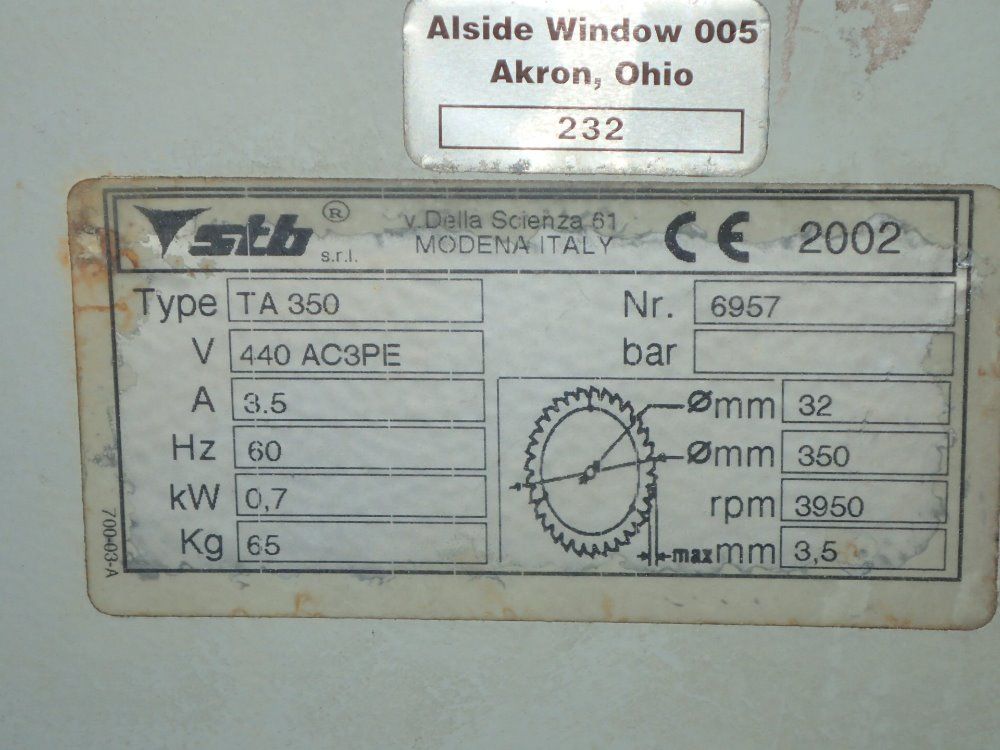 Alside Window 005
Akron, Ohio
232
stb ® s.r.l. v. Della Scienza 61 MODENA ITALY CE 2002
Type TA 350 Nr. 6957
V 440 AC3PE bar
A 3.5 Ømm 32
Hz 60 Ømm 350
kW 0,7 rpm 3950
Kg 65 max mm 3,5
700-03-A